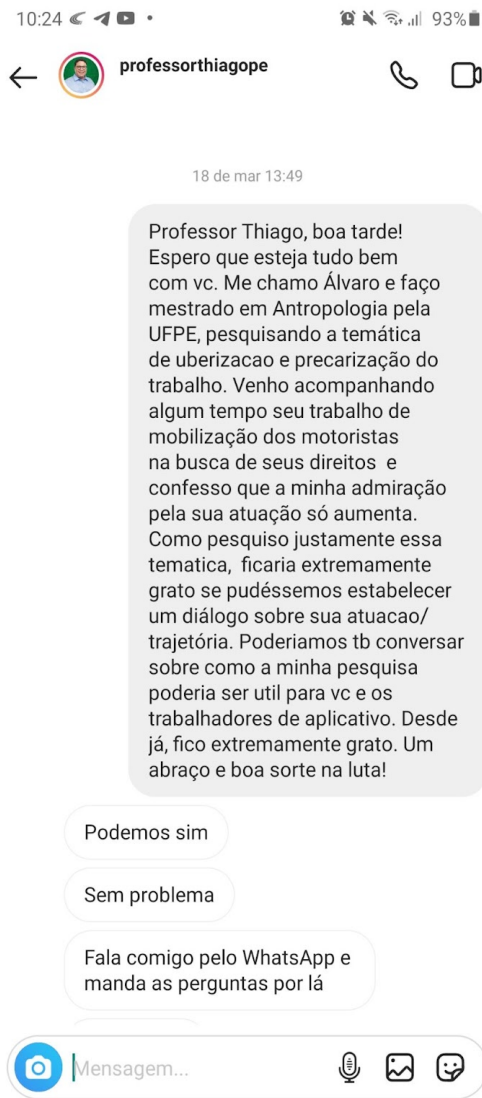 10:24
93%
professorthiagope
18 de mar 13:49
Professor Thiago, boa tarde!
Espero que esteja tudo bem
com vc. Me chamo Álvaro e faço
mestrado em Antropologia pela
UFPE, pesquisando a temática
de uberizacao e precarização do
trabalho. Venho acompanhando
algum tempo seu trabalho de
mobilização dos motoristas
na busca de seus direitos e
confesso que a minha admiração
pela sua atuação só aumenta.
Como pesquiso justamente essa
tematica, ficaria extremamente
grato se pudéssemos estabelecer
um diálogo sobre sua atuacao/
trajetória. Poderiamos tb conversar
sobre como a minha pesquisa
poderia ser util para vc e os
trabalhadores de aplicativo. Desde
já, fico extremamente grato. Um
abraço e boa sorte na luta!
Podemos sim
Sem problema
Fala comigo pelo WhatsApp e
manda as perguntas por lá
Mensagem...